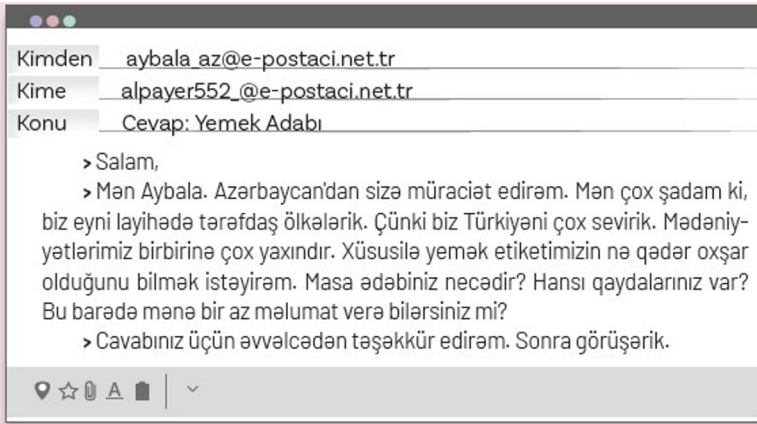 Kimden aybala_az@e-postaci.net.tr
Kime alpayer552_@e-postaci.net.tr
Konu Cevap: Yemek Adabı
> Salam,
> Mən Aybala. Azərbaycan'dan sizə müraciət edirəm. Mən çox şadam ki,
biz eyni layihədə tərəfdaş ölkələrik. Çünki biz Türkiyəni çox sevirik. Mədəniy-
yətlərimiz birbirinə çox yaxındır. Xüsusilə yemək etiketimizin nə qədər oxşar
olduğunu bilmək istəyirəm. Masa ədəbiniz necədir? Hansı qaydalarınız var?
Bu barədə mənə bir az məlumat verə bilərsiniz mi?
> Cavabınız üçün əvvəlcədən təşəkkür edirəm. Sonra görüşərik.
A